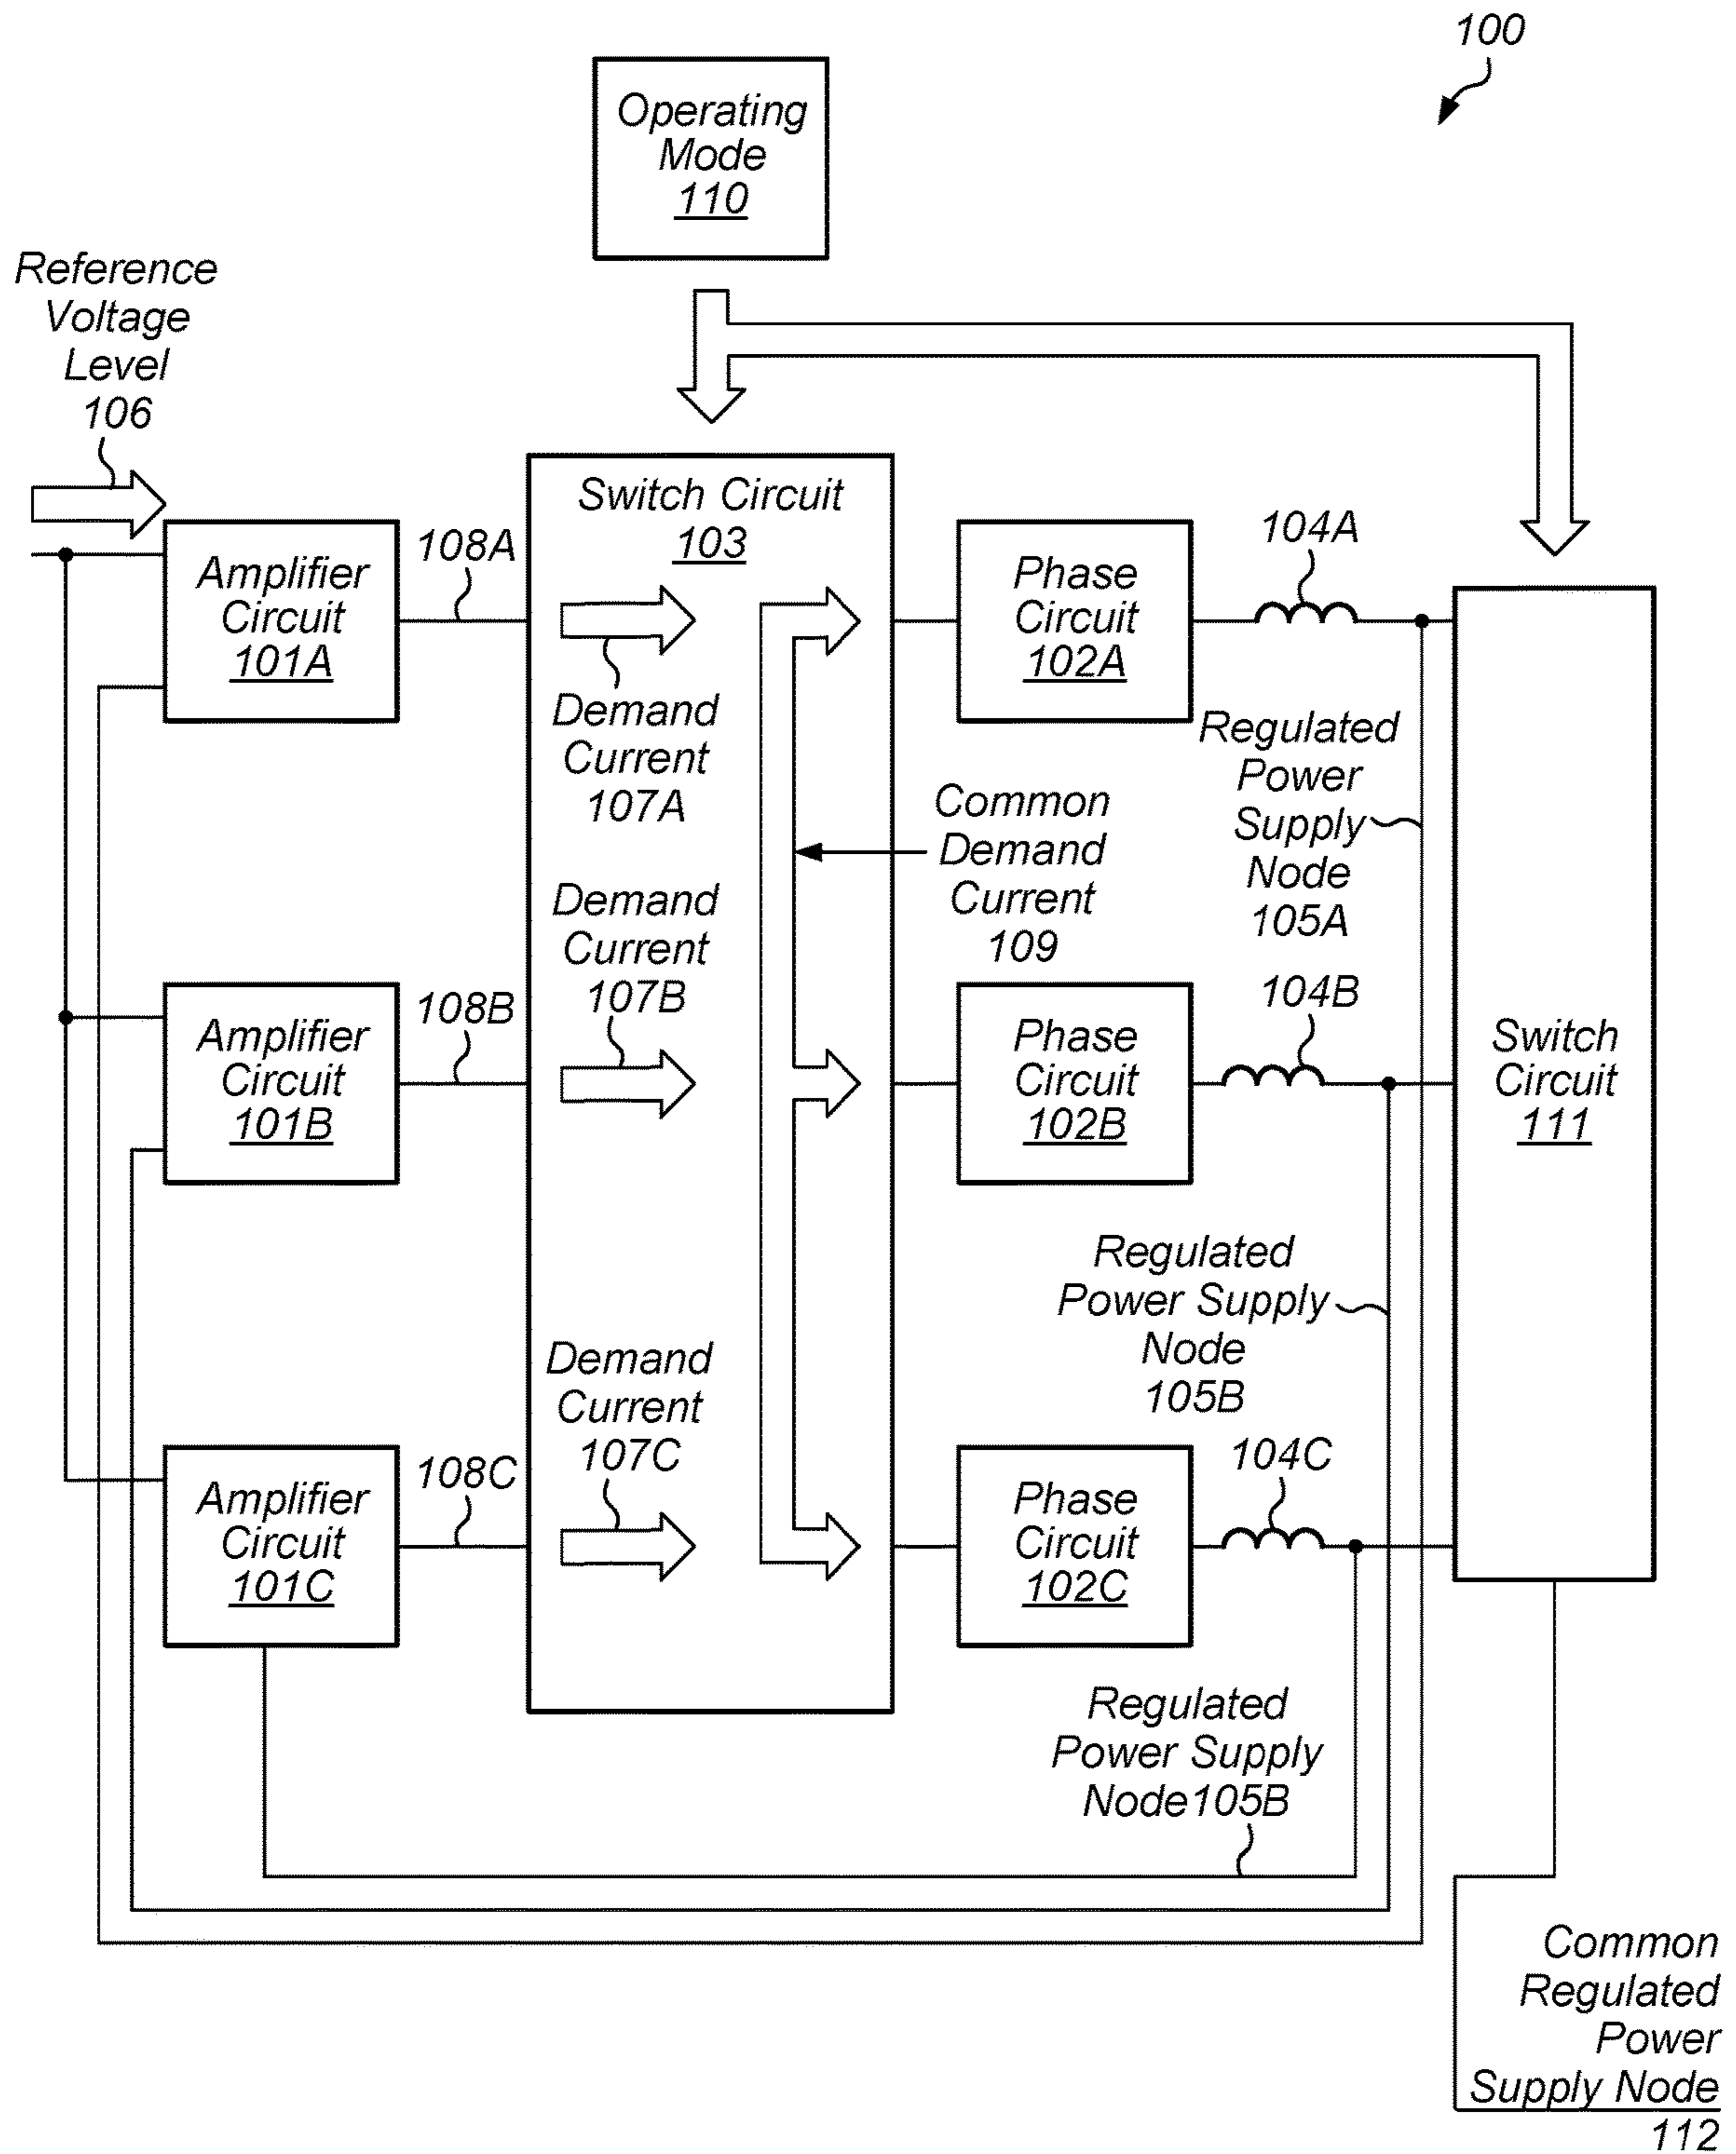 100
Operating
Mode
110
Reference
Voltage
Level
106
Switch Circuit
103
Amplifier
Circuit
101A
108A
Demand
Current
107A
Phase
Circuit
102A
104A
Regulated
Power
Supply
Node
105A
Common
Demand
Current
109
Amplifier
Circuit
101B
108B
Demand
Current
107B
Phase
Circuit
102B
104B
Switch
Circuit
111
Regulated
Power Supply
Node
105B
Amplifier
Circuit
101C
108C
Demand
Current
107C
Phase
Circuit
102C
104C
Regulated
Power Supply
Node105B
Common
Regulated
Power
Supply Node
112